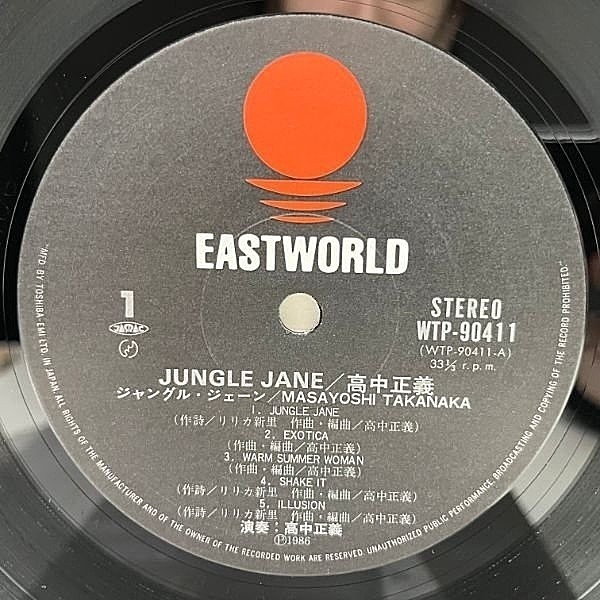 EASTWORLD
1
JASRAC
STEREO
WTP-90411
(WTP-90411-A)
33⅓ r.p.m.
JUNGLE JANE/高中正義
ジャングル・ジェーン/MASAYOSHI TAKANAKA
1. JUNGLE JANE
(作詩/リリカ新里 作曲・編曲/高中正義)
2. EXOTICA
(作曲・編曲/高中正義)
3. WARM SUMMER WOMAN
(作曲・編曲/高中正義)
4. SHAKE IT
(作詩/リリカ新里 作曲・編曲/高中正義)
5. ILLUSION
(作詩/リリカ新里 作曲・編曲/高中正義)
演奏:高中正義
Ⓟ1986
"MFD. BY TOSHIBA-EMI LTD. IN JAPAN ALL RIGHTS OF THE MANUFACTURER AND OF THE OWNER OF THE RECORDED WORK ARE RESERVED. UNAUTHORIZED PUBLIC PERFORMANCE, BROADCASTING AND COPYING OF THE RECORD PROHIBITED."